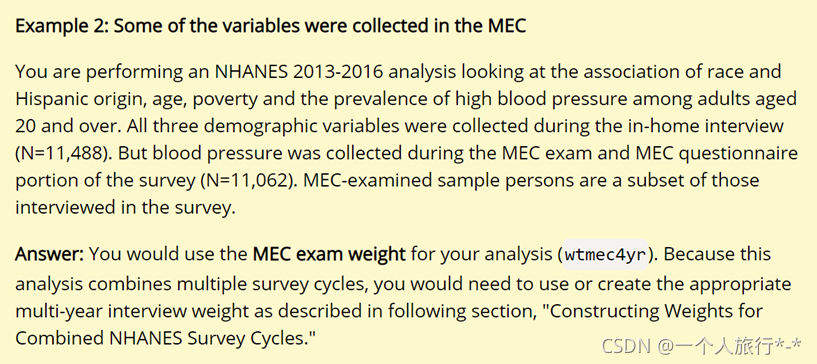 Example 2: Some of the variables were collected in the MEC
You are performing an NHANES 2013-2016 analysis looking at the association of race and
Hispanic origin, age, poverty and the prevalence of high blood pressure among adults aged
20 and over. All three demographic variables were collected during the in-home interview
(N=11,488). But blood pressure was collected during the MEC exam and MEC questionnaire
portion of the survey (N=11,062). MEC-examined sample persons are a subset of those
interviewed in the survey.
Answer: You would use the MEC exam weight for your analysis (wtmec4yr). Because this
analysis combines multiple survey cycles, you would need to use or create the appropriate
multi-year interview weight as described in following section, "Constructing Weights for
Combined NHANES Survey Cycles."
CSDN @一个人旅行*-*